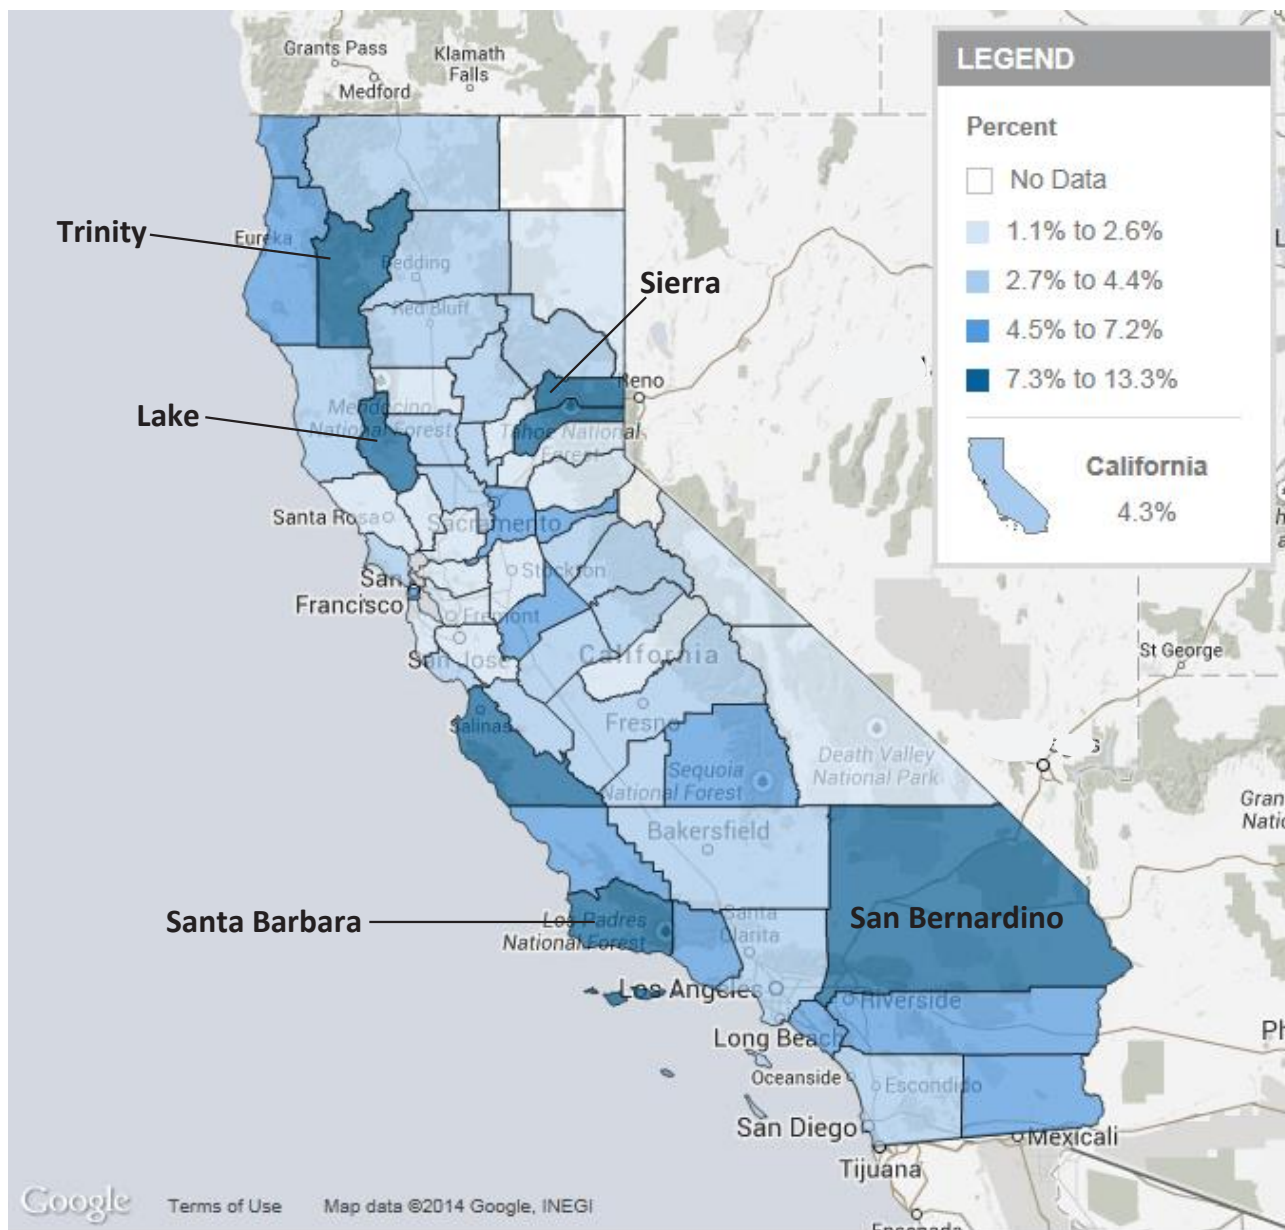 Grants Pass
Klamath
Falls
Medford
LEGEND
Percent
No Data
1.1% to 2.6%
2.7% to 4.4%
4.5% to 7.2%
7.3% to 13.3%
California
4.3%
Trinity
Eureka
Redding
Sierra
Red Bluff
Reno
Lake
Mendocino
National Forest
Tahoe National
Forest
Santa Rosa
Sacramento
San
Francisco
Stockton
Fremont
San Jose
California
St George
Salinas
Fresno
Sequoia
National Forest
Death Valley
National Park
Gran
Natio
Bakersfield
Santa Barbara
Los Padres
National Forest
Santa
Clarita
San Bernardino
Los Angeles
Riverside
Long Beach
Ph
Oceanside
Escondido
San Diego
Mexicali
Tijuana
Ensenada
Google
Terms of Use
Map data ©2014 Google, INEGI